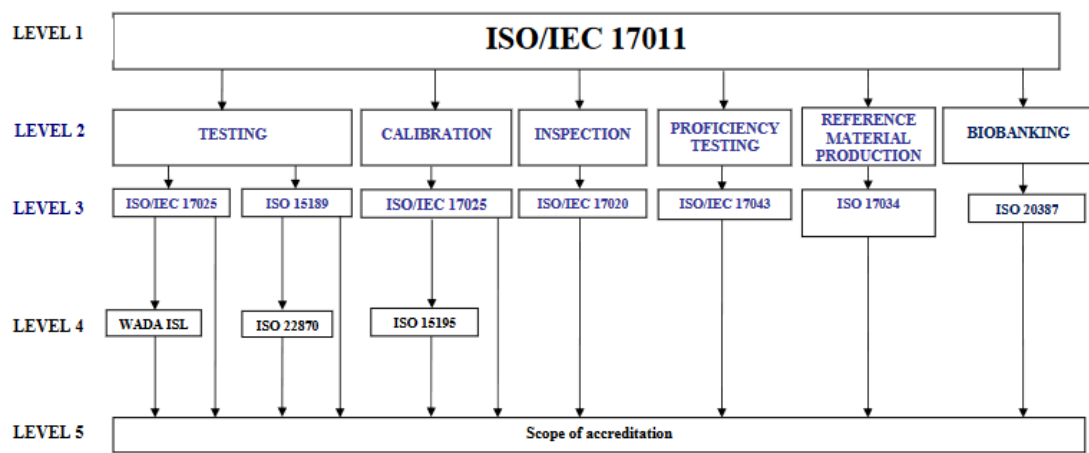 LEVEL 1
ISO/IEC 17011
LEVEL 2
TESTING
CALIBRATION
INSPECTION
PROFICIENCY
TESTING
REFERENCE
MATERIAL
PRODUCTION
BIOBANKING
LEVEL 3
ISO/IEC 17025
ISO 15189
ISO/IEC 17025
ISO/IEC 17020
ISO/IEC 17043
ISO 17034
ISO 20387
LEVEL 4
WADA ISL
ISO 22870
ISO 15195
LEVEL 5
Scope of accreditation